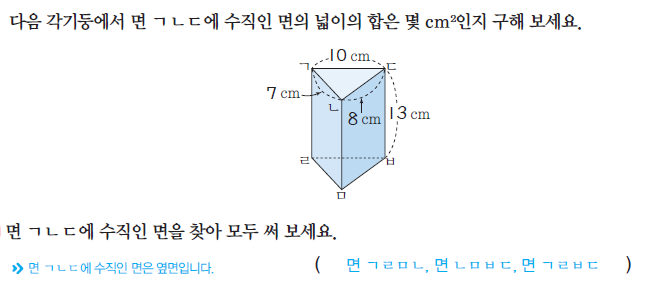 다음 각기둥에서 면 ㄱㄴㄷ에 수직인 면의 넓이의 합은 몇 cm²인지 구해 보세요.
10 cm
ㄱ ㄷ
7 cm
ㄴ
8 cm
13 cm
ㄹ ㅂ
ㅁ
면 ㄱㄴㄷ에 수직인 면을 찾아 모두 써 보세요.
» 면 ㄱㄴㄷ에 수직인 면은 옆면입니다. ( 면 ㄱㄹㅁㄴ, 면 ㄴㅁㅂㄷ, 면 ㄱㄹㅂㄷ )